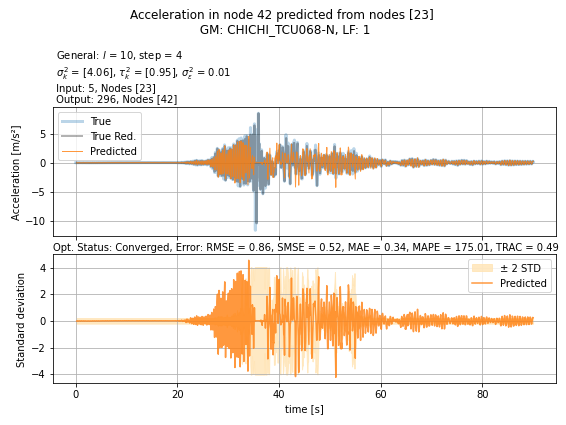 Acceleration in node 42 predicted from nodes [23]
GM: CHICHI_TCU068-N, LF: 1
General: l = 10, step = 4
σ²ₖ = [4.06], τ²ₖ = [0.95], σ²ε = 0.01
Input: 5, Nodes [23]
Output: 296, Nodes [42]
True
True Red.
Predicted
Acceleration [m/s²]
5
0
−5
−10
Opt. Status: Converged, Error: RMSE = 0.86, SMSE = 0.52, MAE = 0.34, MAPE = 175.01, TRAC = 0.49
± 2 STD
Predicted
Standard deviation
4
2
0
−2
−4
0 20 40 60 80
time [s]